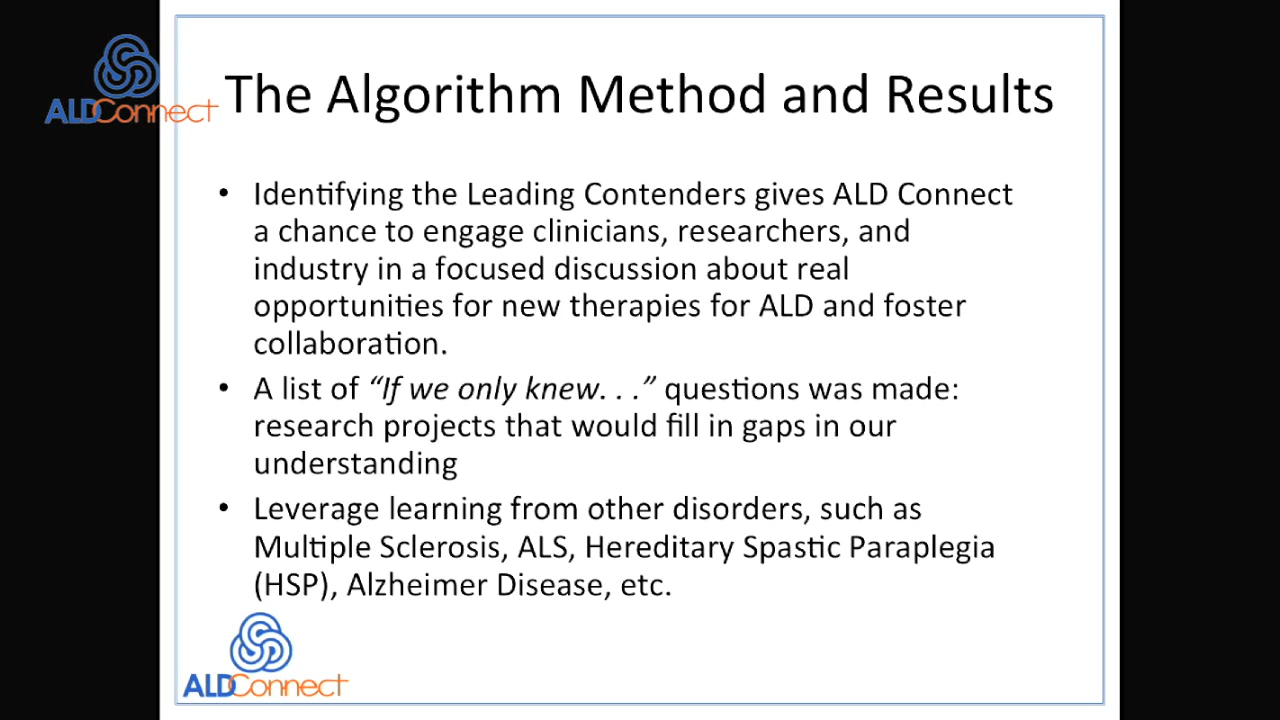 ALDConnect
The Algorithm Method and Results
• Identifying the Leading Contenders gives ALD Connect
a chance to engage clinicians, researchers, and
industry in a focused discussion about real
opportunities for new therapies for ALD and foster
collaboration.
• A list of “If we only knew. . .” questions was made:
research projects that would fill in gaps in our
understanding
• Leverage learning from other disorders, such as
Multiple Sclerosis, ALS, Hereditary Spastic Paraplegia
(HSP), Alzheimer Disease, etc.
ALDConnect